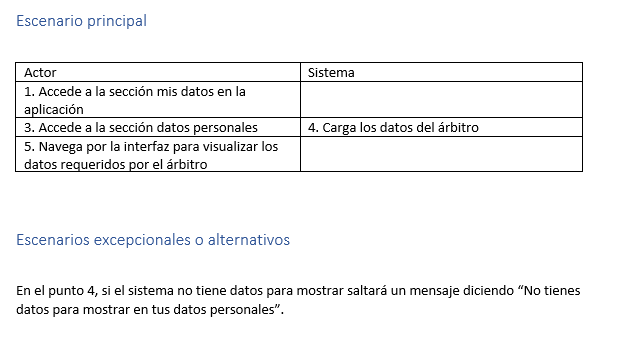 Escenario principal
Actor Sistema
1. Accede a la sección mis datos en la
aplicación
3. Accede a la sección datos personales 4. Carga los datos del árbitro
5. Navega por la interfaz para visualizar los
datos requeridos por el árbitro
Escenarios excepcionales o alternativos
En el punto 4, si el sistema no tiene datos para mostrar saltará un mensaje diciendo “No tienes
datos para mostrar en tus datos personales”.